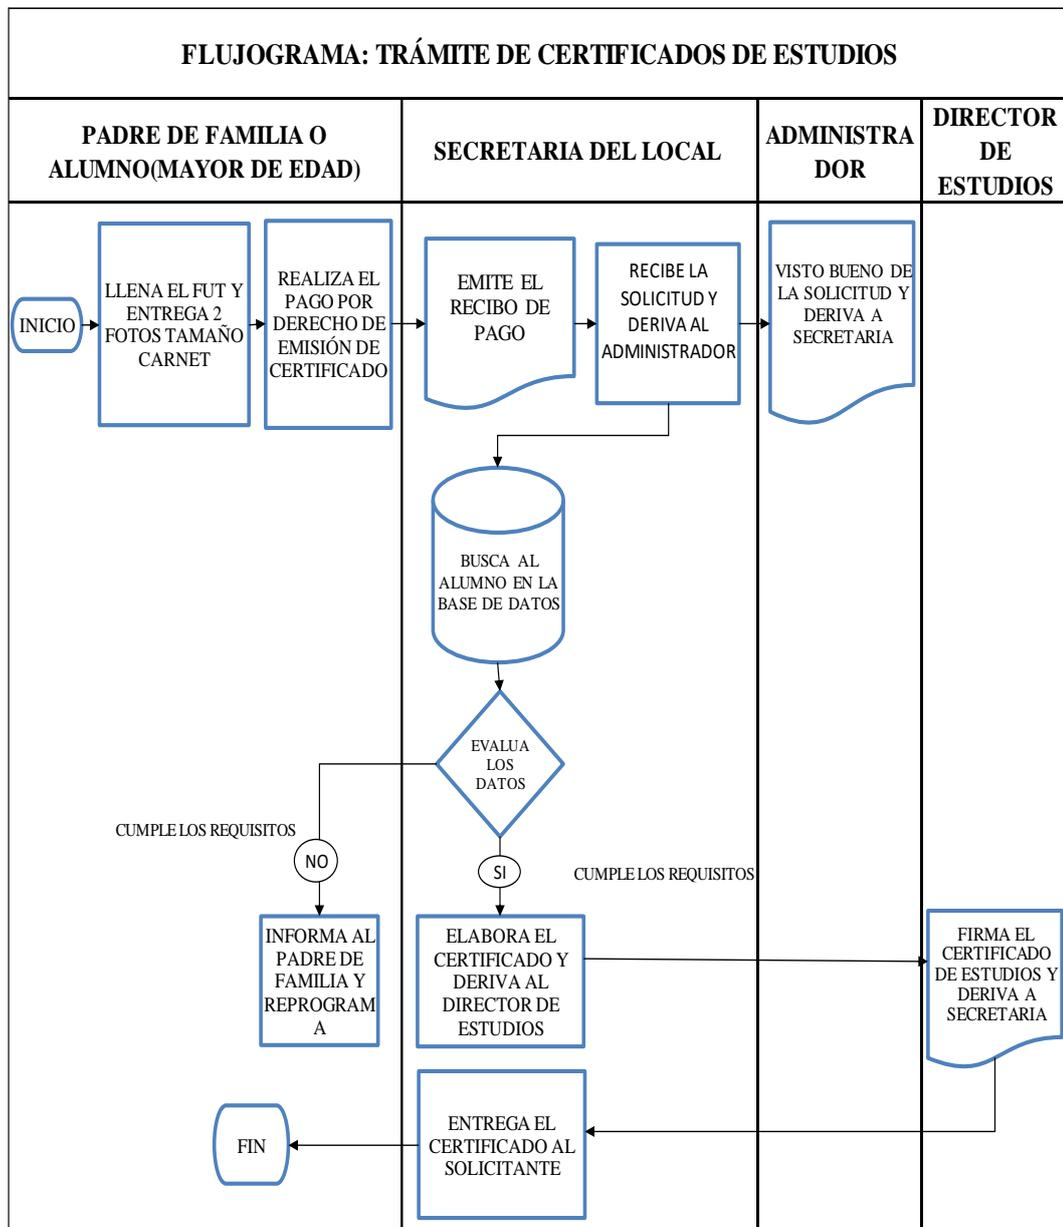 FLUJOGRAMA: TRÁMITE DE CERTIFICADOS DE ESTUDIOS
PADRE DE FAMILIA O
ALUMNO(MAYOR DE EDAD)
SECRETARIA DEL LOCAL
ADMINISTRA
DOR
DIRECTOR
DE
ESTUDIOS
INICIO
LLENA EL FUT Y
ENTREGA 2
FOTOS TAMAÑO
CARNET
REALIZA EL
PAGO POR
DERECHO DE
EMISIÓN DE
CERTIFICADO
EMITE EL
RECIBO DE
PAGO
RECIBE LA
SOLICITUD Y
DERIVA AL
ADMINISTRADOR
VISTO BUENO DE
LA SOLICITUD Y
DERIVA A
SECRETARIA
BUSCA AL
ALUMNO EN LA
BASE DE DATOS
EVALUA
LOS
DATOS
CUMPLE LOS REQUISITOS
NO
SI
CUMPLE LOS REQUISITOS
INFORMA AL
PADRE DE
FAMILIA Y
REPROGRAM
A
ELABORA EL
CERTIFICADO Y
DERIVA AL
DIRECTOR DE
ESTUDIOS
FIRMA EL
CERTIFICADO
DE ESTUDIOS Y
DERIVA A
SECRETARIA
ENTREGA EL
CERTIFICADO AL
SOLICITANTE
FIN